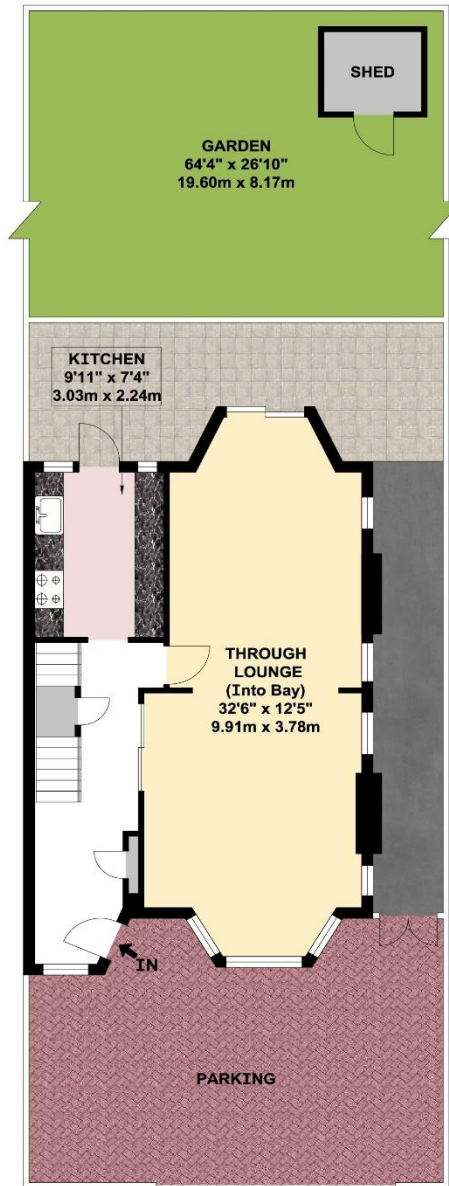 SHED
GARDEN
64'4" x 26'10"
19.60m x 8.17m
KITCHEN
9'11" x 7'4"
3.03m x 2.24m
THROUGH
LOUNGE
(Into Bay)
32'6" x 12'5"
9.91m x 3.78m
IN
PARKING